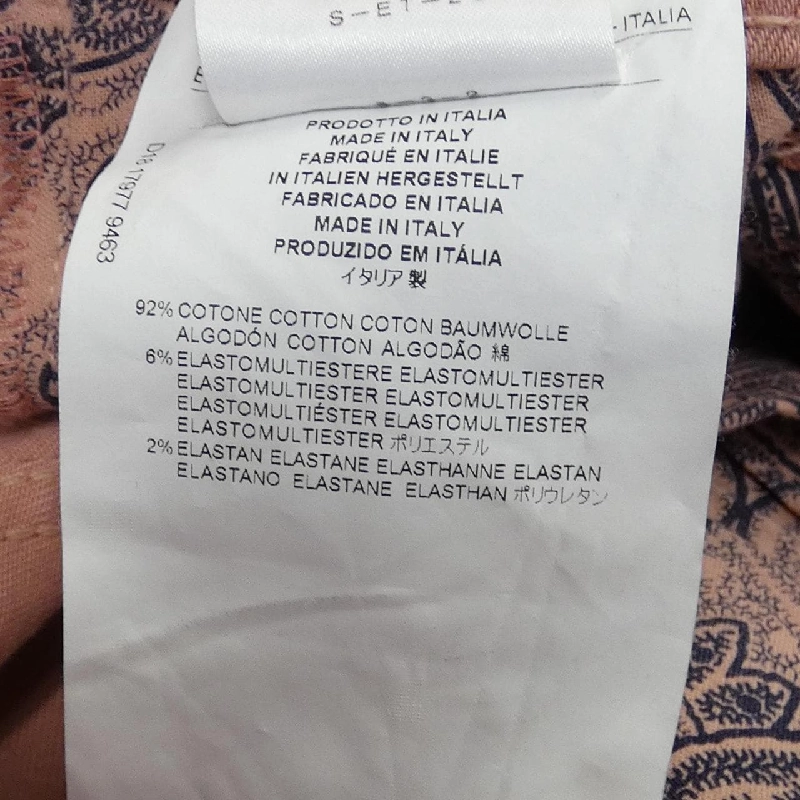 -ITALIA
PRODOTTO IN ITALIA
MADE IN ITALY
FABRIQUÉ EN ITALIE
IN ITALIEN HERGESTELLT
FABRICADO EN ITALIA
MADE IN ITALY
PRODUZIDO EM ITÁLIA
イタリア製
D18 17977 9463
92% COTONE COTTON COTON BAUMWOLLE
ALGODÓN COTTON ALGODÃO 綿
6% ELASTOMULTIESTERE ELASTOMULTIESTER
ELASTOMULTIESTER ELASTOMULTIESTER
ELASTOMULTIÉSTER ELASTOMULTIESTER
ELASTOMULTIESTER ポリエステル
2% ELASTAN ELASTANE ELASTHANNE ELASTAN
ELASTANO ELASTANE ELASTHAN ポリウレタン